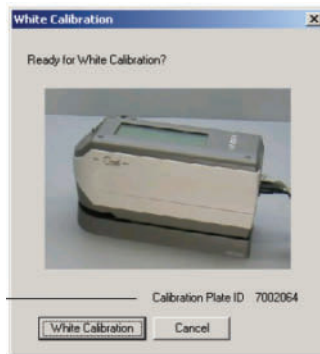 White Calibration
Ready for White Calibration?
Calibration Plate ID 7002064
White Calibration Cancel